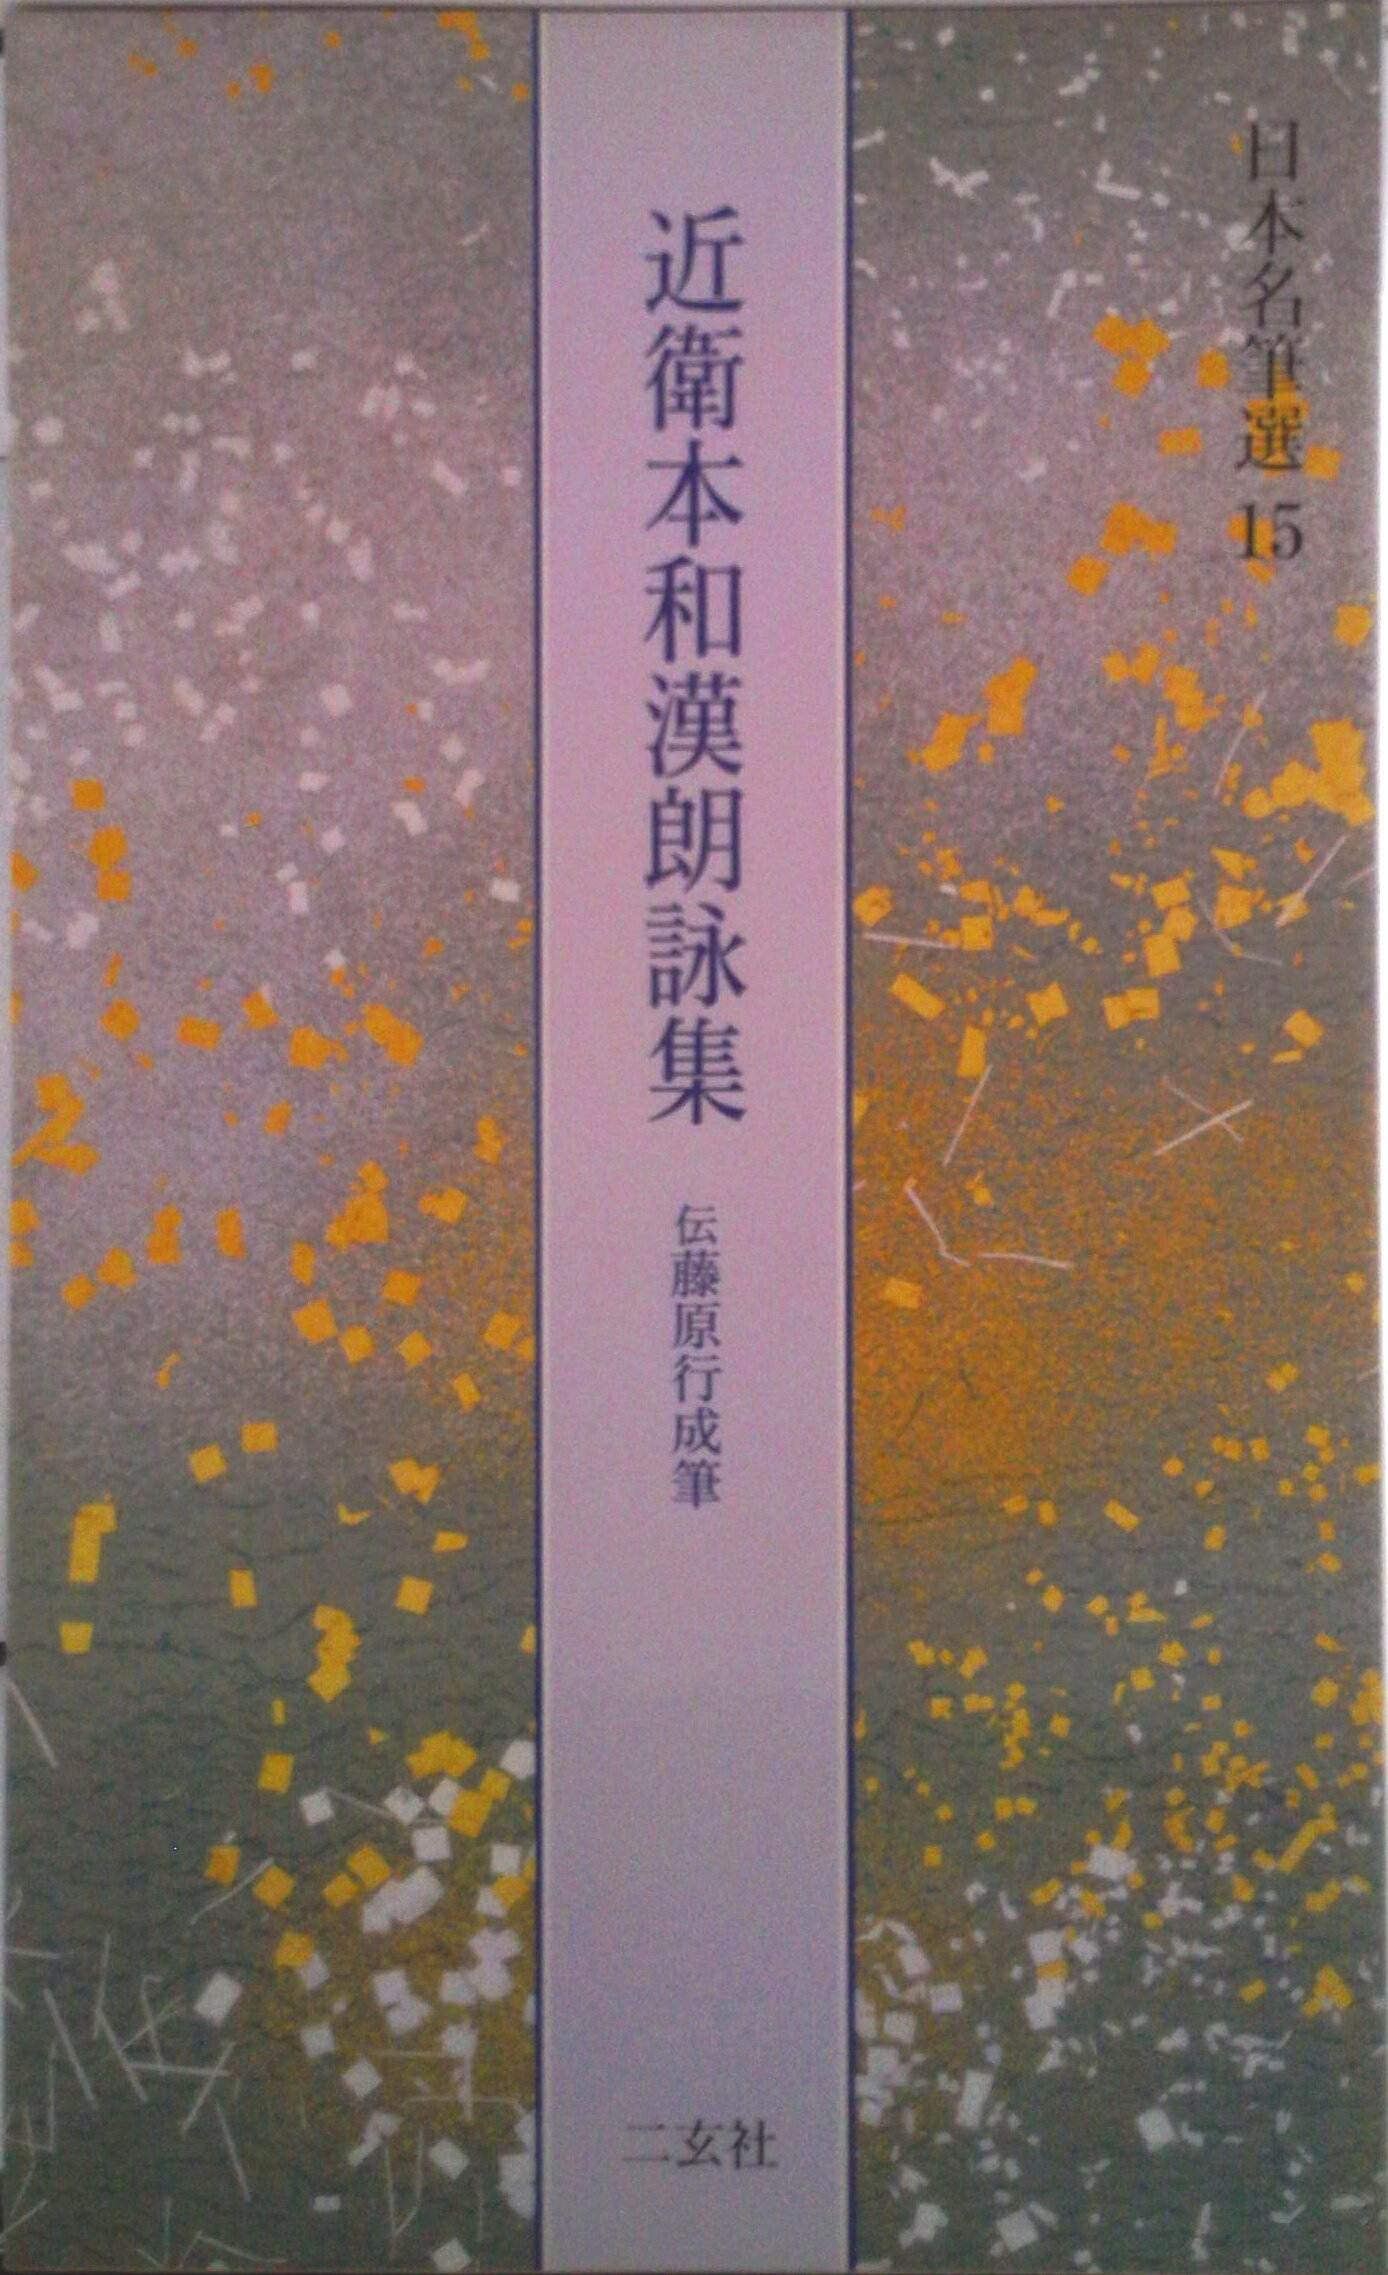 日本名筆選 15
近衛本和漢朗詠集
伝藤原行成筆
二玄社